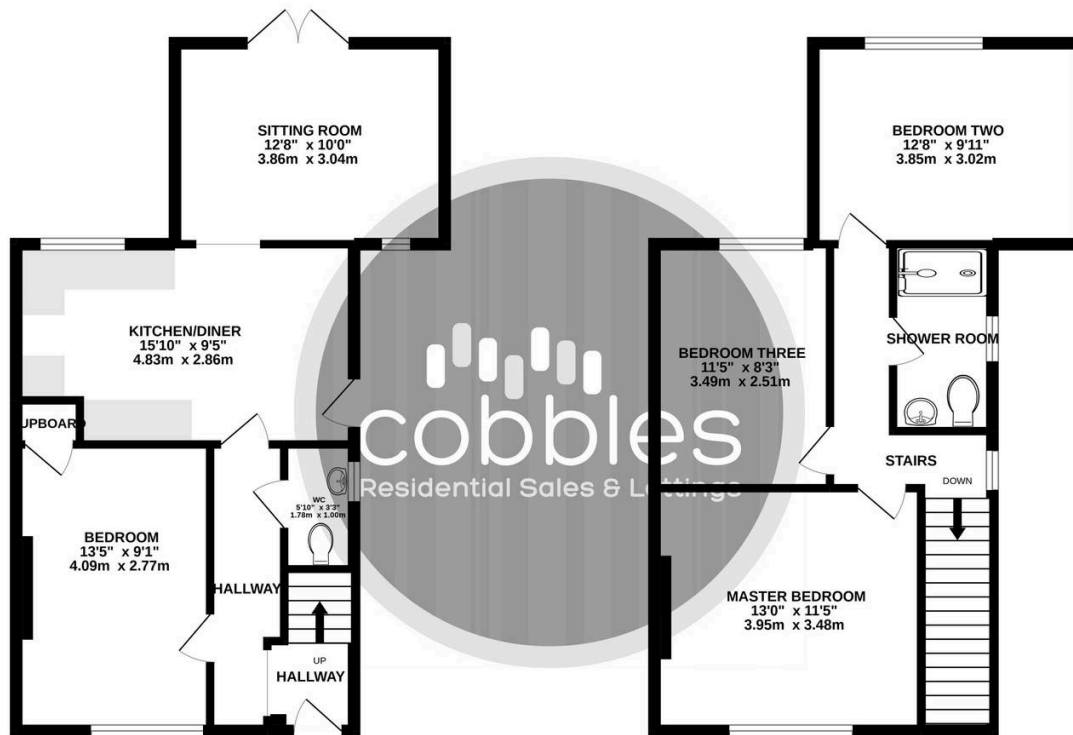 SITTING ROOM
12'8" x 10'0"
3.86m x 3.04m
KITCHEN/DINER
15'10" x 9'5"
4.83m x 2.86m
UPBOARD
BEDROOM
13'5" x 9'1"
4.09m x 2.77m
HALLWAY
WC
5'10" x 3'3"
1.78m x 1.00m
UP
HALLWAY
cobbles
Residential Sales & Lettings
BEDROOM TWO
12'8" x 9'11"
3.85m x 3.02m
BEDROOM THREE
11'5" x 8'3"
3.49m x 2.51m
SHOWER ROOM
STAIRS
DOWN
MASTER BEDROOM
13'0" x 11'5"
3.95m x 3.48m